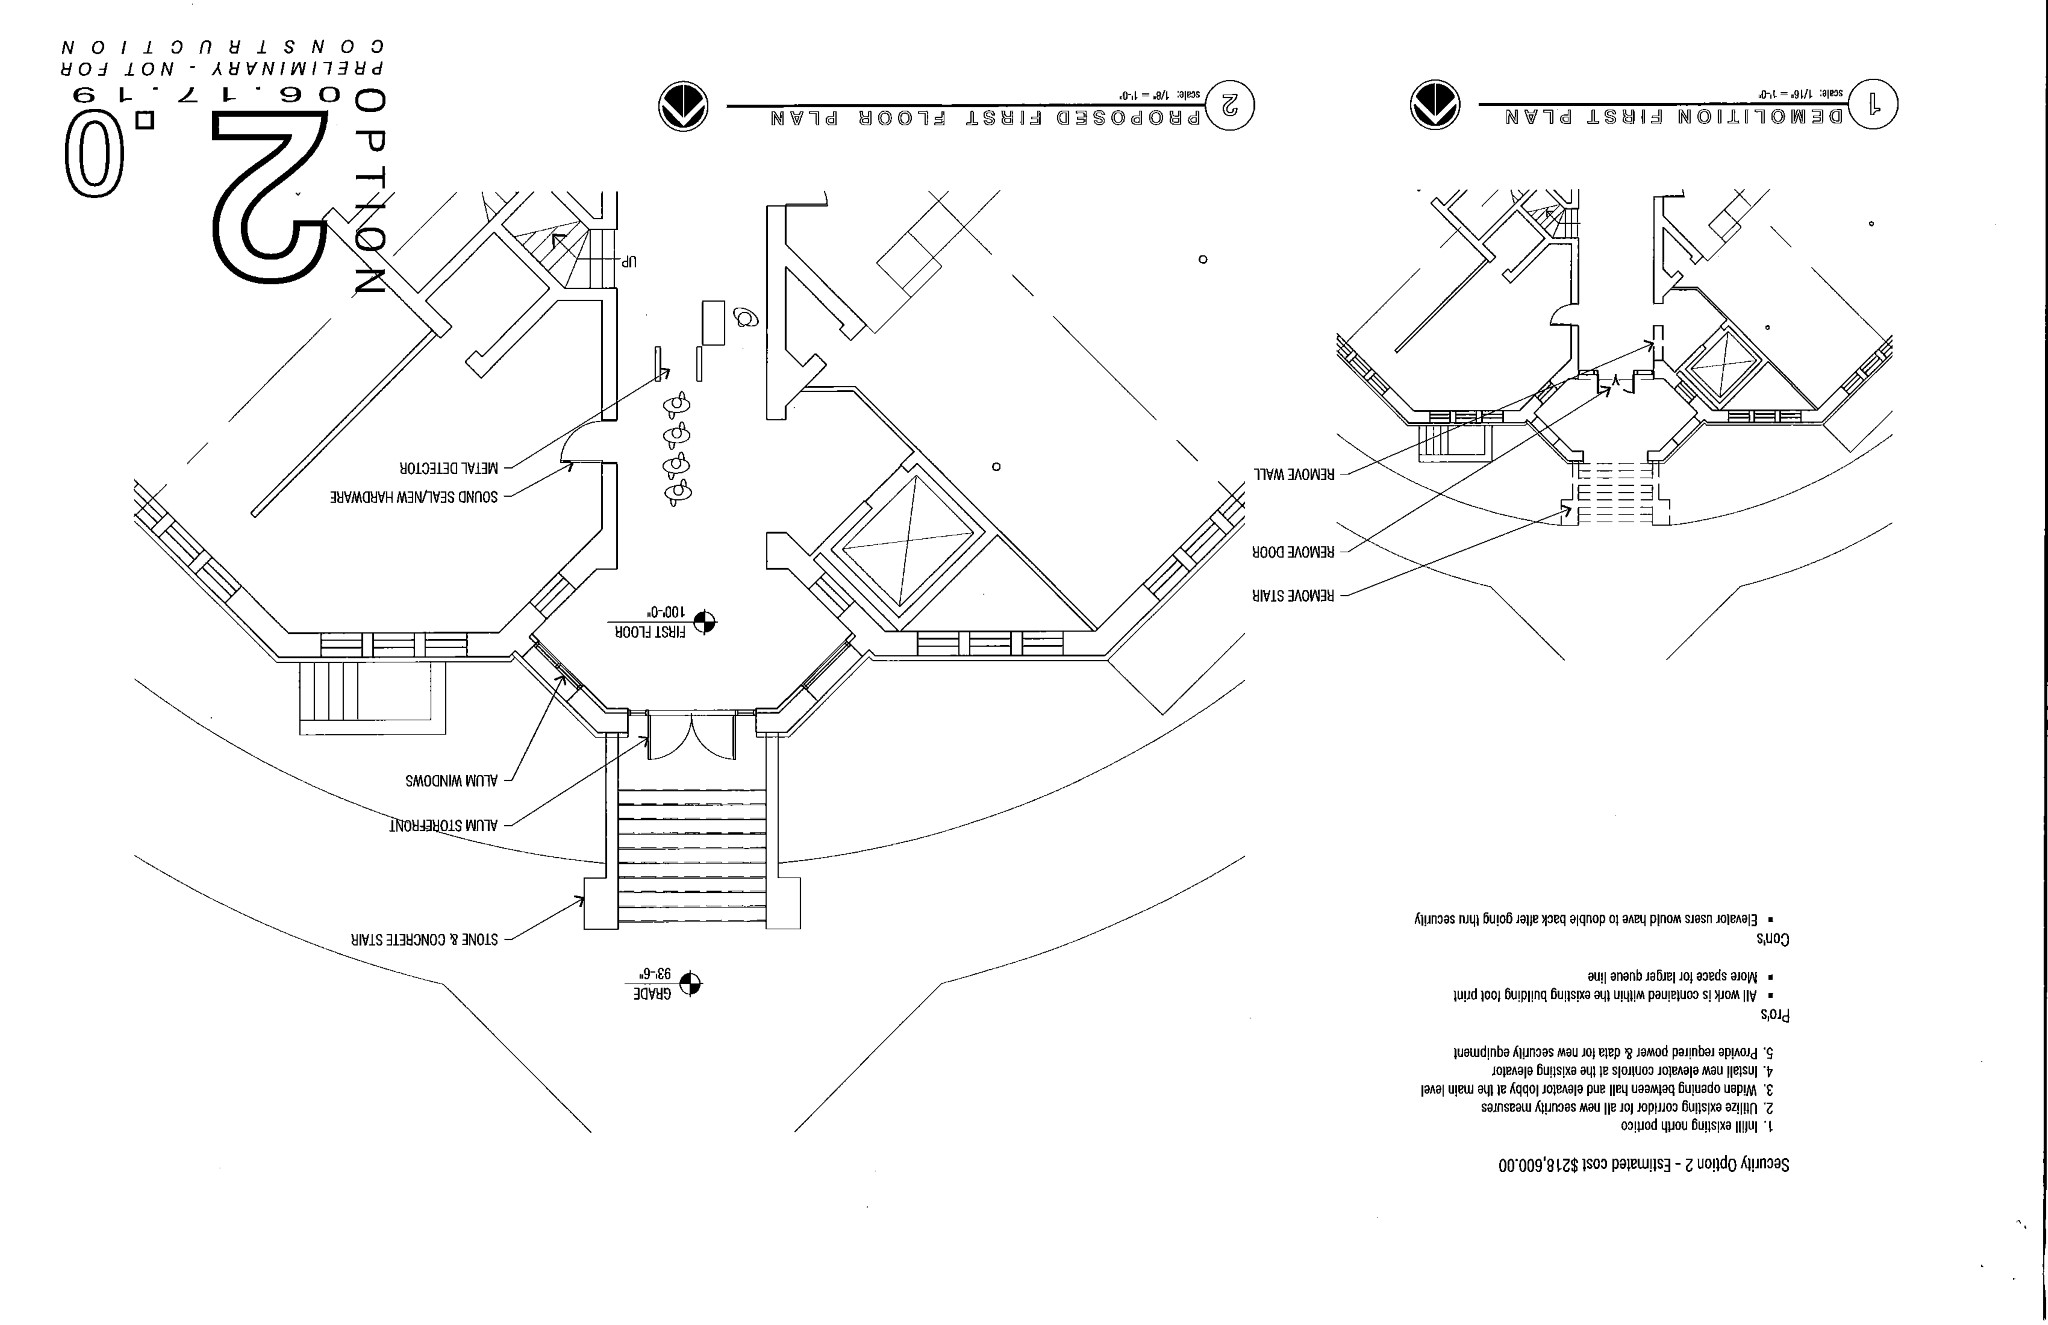 Security Option 2 - Estimated cost $218,600.00
1. Infill existing north portico
2. Utilize existing corridor for all new security measures
3. Widen opening between hall and elevator lobby at the main level
4. Install new elevator controls at the existing elevator
5. Provide required power & data for new security equipment
Pro's
▪ All work is contained within the existing building foot print
▪ More space for larger queue line
Con's
▪ Elevator users would have to double back after going thru security
REMOVE STAIR
REMOVE DOOR
REMOVE WALL
1
DEMOLITION FIRST PLAN
scale: 1/16" = 1'-0"
GRADE
93'-6"
STONE & CONCRETE STAIR
ALUM STOREFRONT
ALUM WINDOWS
FIRST FLOOR
100'-0"
SOUND SEAL/NEW HARDWARE
METAL DETECTOR
UP
2
PROPOSED FIRST FLOOR PLAN
scale: 1/8" = 1'-0"
OPTION
2.0
06.17.19
PRELIMINARY - NOT FOR
CONSTRUCTION